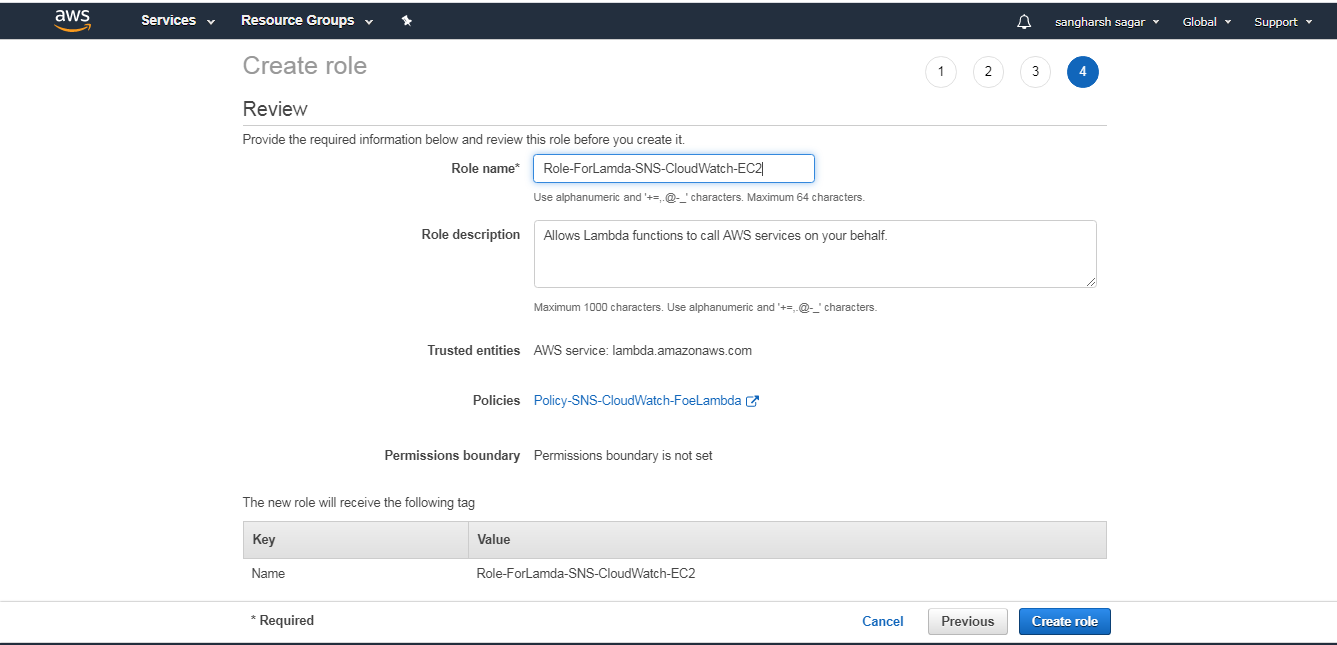 aws Services Resource Groups sangharsh sagar Global Support
Create role
1 2 3 4
Review
Provide the required information below and review this role before you create it.
Role name* Role-ForLamda-SNS-CloudWatch-EC2
Use alphanumeric and '+=,.@-_' characters. Maximum 64 characters.
Role description Allows Lambda functions to call AWS services on your behalf.
Maximum 1000 characters. Use alphanumeric and '+=,.@-_' characters.
Trusted entities AWS service: lambda.amazonaws.com
Policies Policy-SNS-CloudWatch-FoeLambda
Permissions boundary Permissions boundary is not set
The new role will receive the following tag
Key Value
Name Role-ForLamda-SNS-CloudWatch-EC2
* Required Cancel Previous Create role